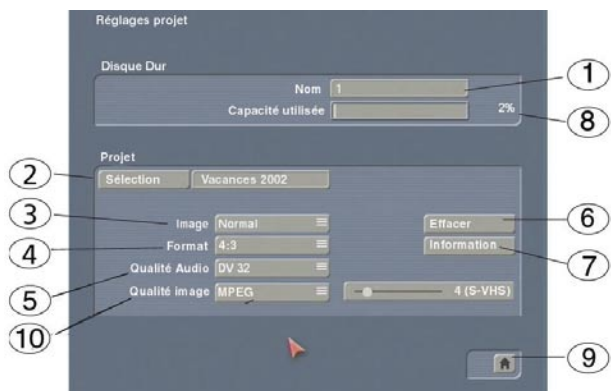 Réglages projet
Disque Dur
Nom 1
1
Capacité utilisée 2%
8
Projet
2
Sélection Vacances 2002
3
Image Normal
Effacer
6
4
Format 4:3
Information
7
5
Qualité Audio DV 32
10
Qualité image MPEG
4 (S-VHS)
9